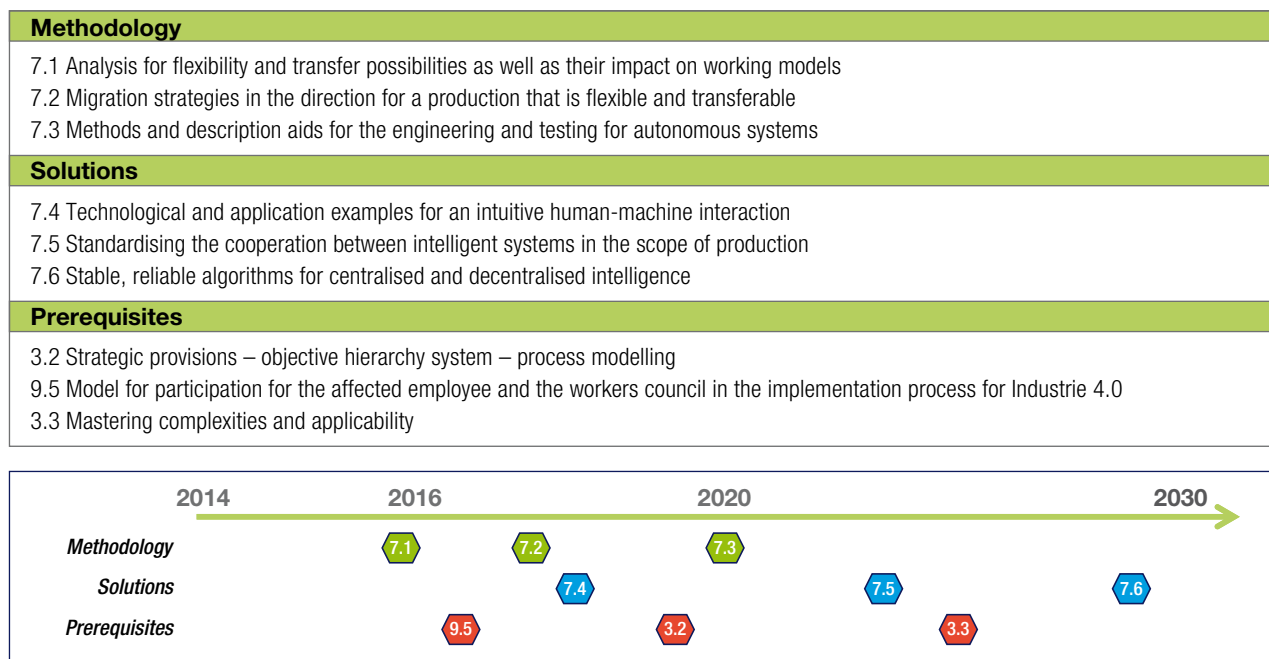 Methodology
7.1 Analysis for flexibility and transfer possibilities as well as their impact on working models
7.2 Migration strategies in the direction for a production that is flexible and transferable
7.3 Methods and description aids for the engineering and testing for autonomous systems
Solutions
7.4 Technological and application examples for an intuitive human-machine interaction
7.5 Standardising the cooperation between intelligent systems in the scope of production
7.6 Stable, reliable algorithms for centralised and decentralised intelligence
Prerequisites
3.2 Strategic provisions – objective hierarchy system – process modelling
9.5 Model for participation for the affected employee and the workers council in the implementation process for Industrie 4.0
3.3 Mastering complexities and applicability
2014 2016 2020 2030
Methodology 7.1 7.2 7.3
Solutions 7.4 7.5 7.6
Prerequisites 9.5 3.2 3.3